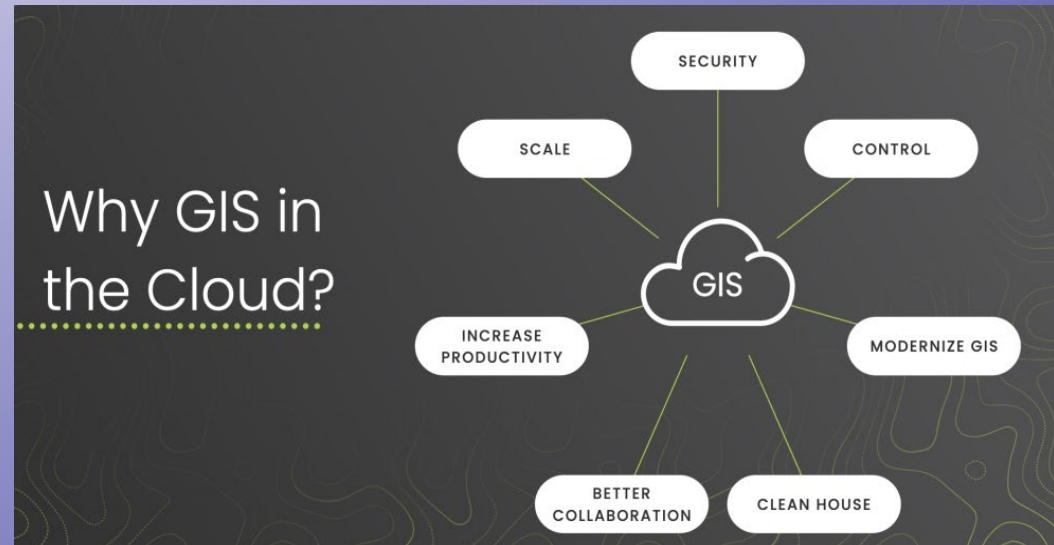 Why GIS in
the Cloud?
SECURITY
SCALE
CONTROL
GIS
INCREASE
PRODUCTIVITY
MODERNIZE GIS
BETTER
COLLABORATION
CLEAN HOUSE